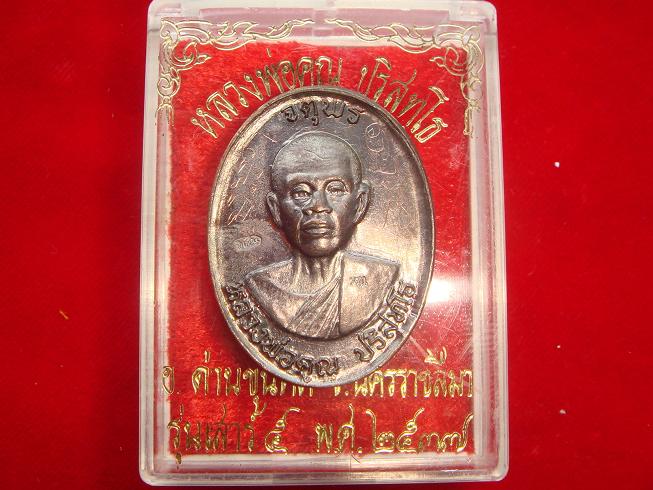 หลวงพ่อคูณ ปริสุทฺโธ
จตุพร
หลวงพ่อคูณ ปริสุทฺโธ
อ. ด่านขุนทด จ.นครราชสีมา
รุ่นเสาร์ ๕ พ.ศ.๒๕๓๗